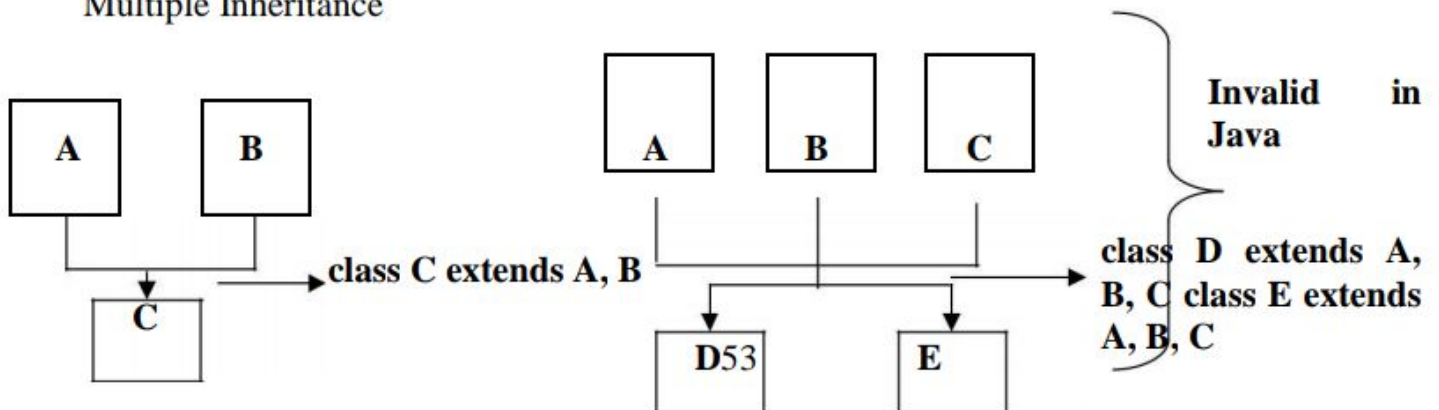 Multiple Inheritance
A B
A B C
Invalid in
Java
class C extends A, B
class D extends A,
B, C class E extends
A, B, C
C
D53 E